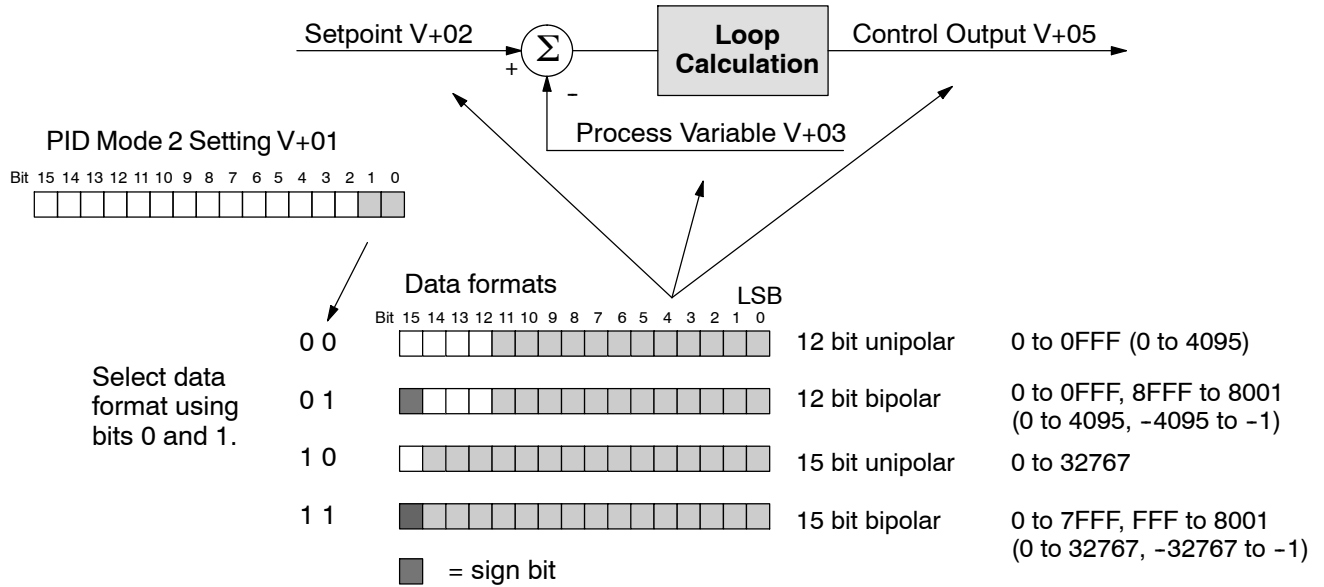 Setpoint V+02
Loop
Calculation
Control Output V+05
Σ
+
–
Process Variable V+03
PID Mode 2 Setting V+01
Bit 15 14 13 12 11 10 9 8 7 6 5 4 3 2 1 0
Data formats
LSB
Bit 15 14 13 12 11 10 9 8 7 6 5 4 3 2 1 0
Select data
format using
bits 0 and 1.
0 0
12 bit unipolar
0 to 0FFF (0 to 4095)
0 1
12 bit bipolar
0 to 0FFF, 8FFF to 8001
(0 to 4095, -4095 to -1)
1 0
15 bit unipolar
0 to 32767
1 1
15 bit bipolar
0 to 7FFF, FFF to 8001
(0 to 32767, -32767 to -1)
= sign bit